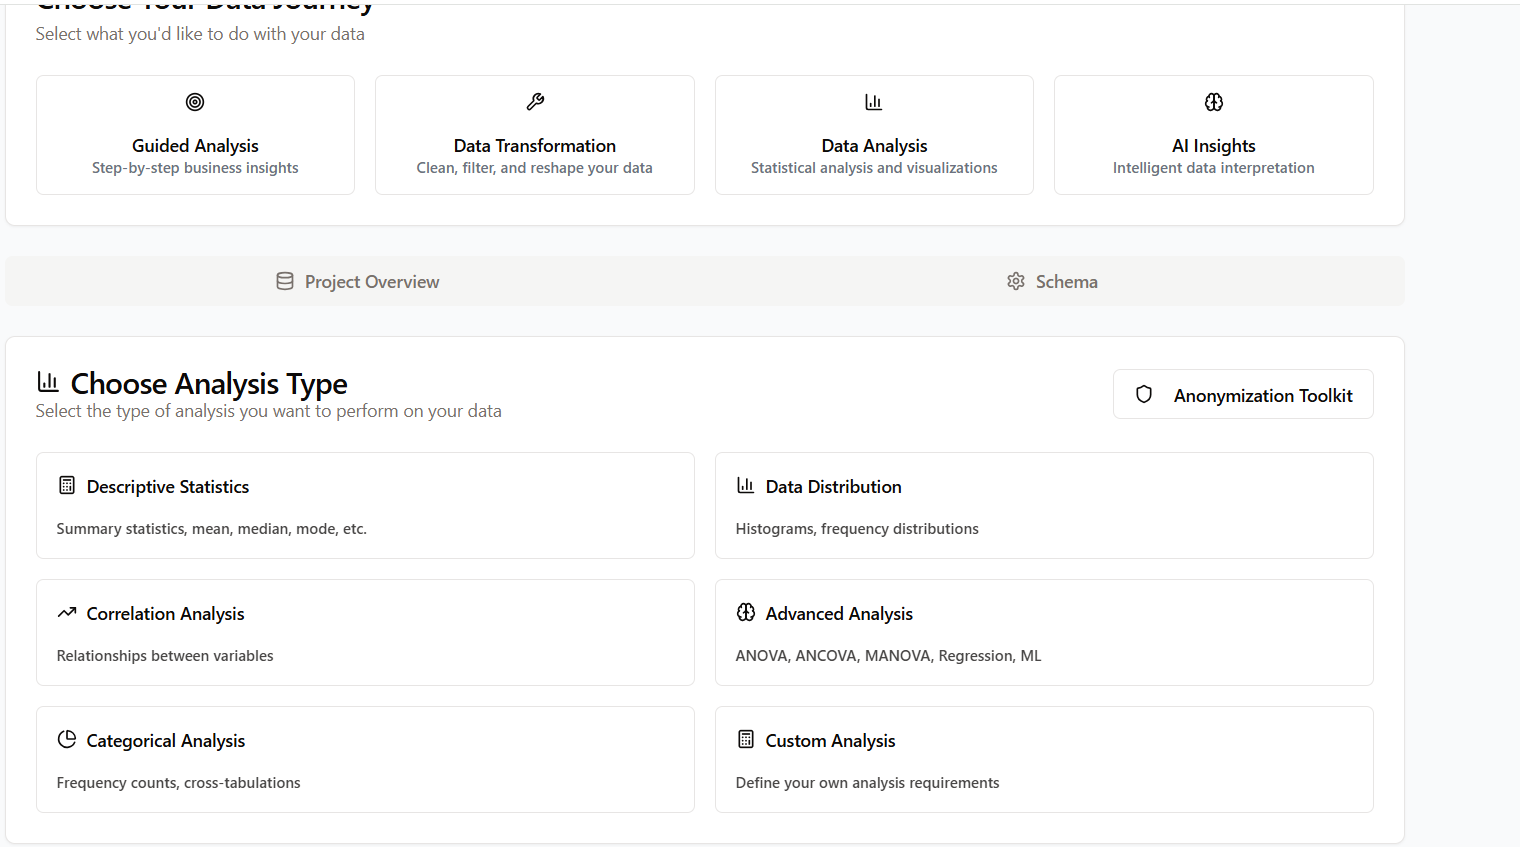 Choose Your Data Journey
Select what you'd like to do with your data
Guided Analysis
Step-by-step business insights
Data Transformation
Clean, filter, and reshape your data
Data Analysis
Statistical analysis and visualizations
AI Insights
Intelligent data interpretation
Project Overview
Schema
Choose Analysis Type
Select the type of analysis you want to perform on your data
Anonymization Toolkit
Descriptive Statistics
Summary statistics, mean, median, mode, etc.
Data Distribution
Histograms, frequency distributions
Correlation Analysis
Relationships between variables
Advanced Analysis
ANOVA, ANCOVA, MANOVA, Regression, ML
Categorical Analysis
Frequency counts, cross-tabulations
Custom Analysis
Define your own analysis requirements